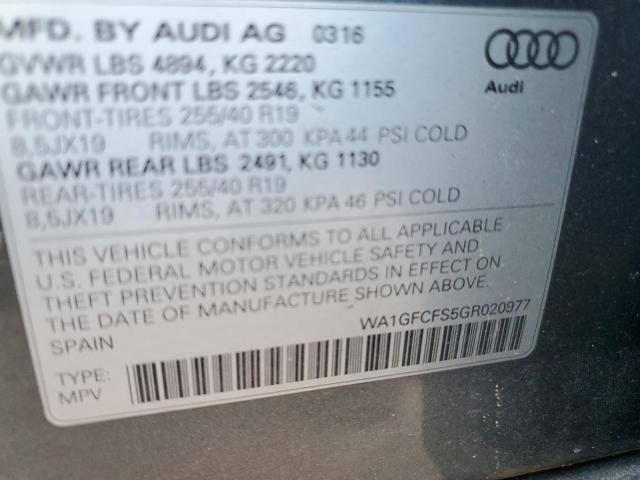 MFD. BY AUDI AG 0316
GVWR LBS 4894, KG 2220
GAWR FRONT LBS 2546, KG 1155
FRONT-TIRES 255/40 R19
8,5JX19 RIMS, AT 300 KPA 44 PSI COLD
GAWR REAR LBS 2491, KG 1130
REAR-TIRES 255/40 R19
8,5JX19 RIMS, AT 320 KPA 46 PSI COLD
Audi
THIS VEHICLE CONFORMS TO ALL APPLICABLE
U.S. FEDERAL MOTOR VEHICLE SAFETY AND
THEFT PREVENTION STANDARDS IN EFFECT ON
THE DATE OF MANUFACTURE SHOWN ABOVE.
SPAIN
WA1GFCFS5GR020977
TYPE:
MPV